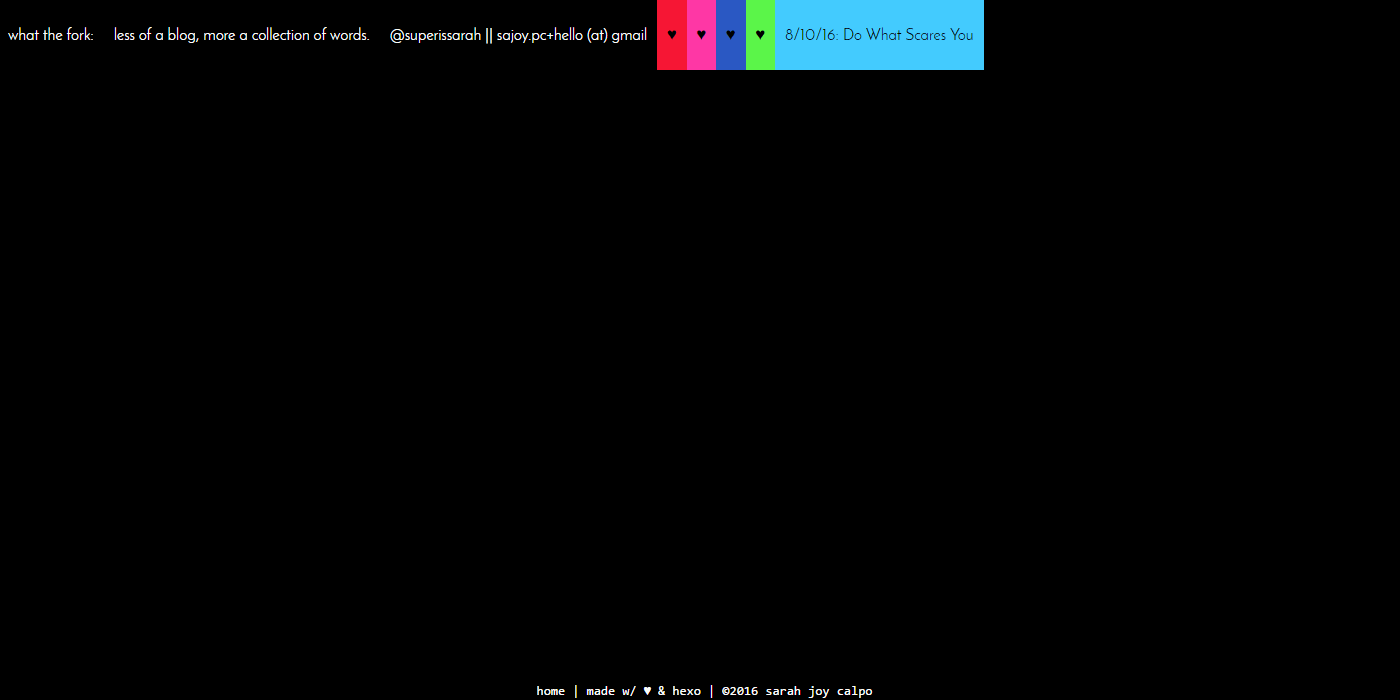 what the fork: less of a blog, more a collection of words. @superissarah || sajoy.pc+hello (at) gmail ♥ ♥ ♥ ♥ 8/10/16: Do What Scares You
home | made w/ ♥ & hexo | ©2016 sarah joy calpo